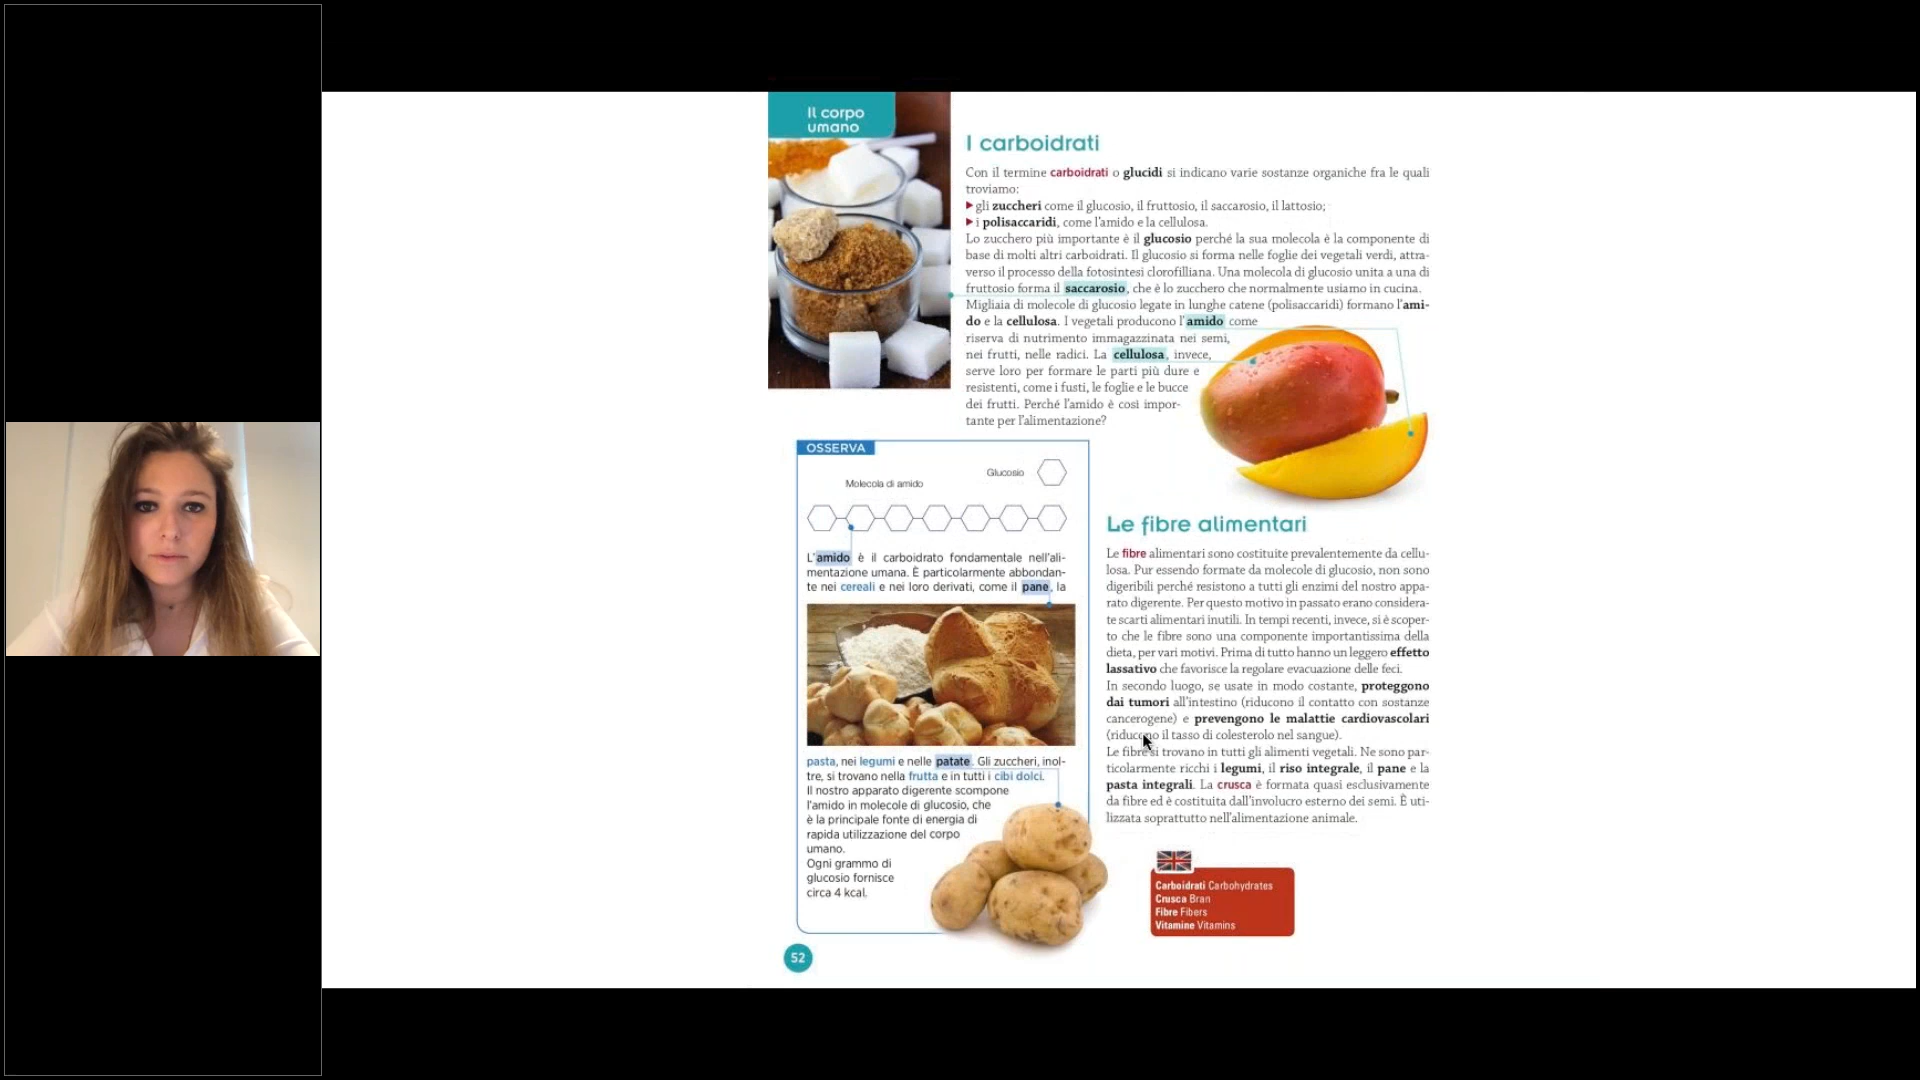 Il corpo
umano
I carboidrati
Con il termine carboidrati o glucidi si indicano varie sostanze organiche fra le quali
troviamo:
gli zuccheri come il glucosio, il fruttosio, il saccarosio, il lattosio;
i polisaccaridi, come l'amido e la cellulosa.
Lo zucchero più importante è il glucosio perché la sua molecola è la componente di
base di molti altri carboidrati. Il glucosio si forma nelle foglie dei vegetali verdi, attra-
verso il processo della fotosintesi clorofilliana. Una molecola di glucosio unita a una di
fruttosio forma il saccarosio, che è lo zucchero che normalmente usiamo in cucina.
Migliaia di molecole di glucosio legate in lunghe catene (polisaccaridi) formano l'ami-
do e la cellulosa. I vegetali producono l'amido come
riserva di nutrimento immagazzinata nei semi,
nei frutti, nelle radici. La cellulosa, invece,
serve loro per formare le parti più dure e
resistenti, come i fusti, le foglie e le bucce
dei frutti. Perché l'amido è così impor-
tante per l'alimentazione?
OSSERVA
Glucosio
Molecola di amido
L'amido è il carboidrato fondamentale nell'ali-
mentazione umana. È particolarmente abbondan-
te nei cereali e nei loro derivati, come il pane, la
pasta, nei legumi e nelle patate. Gli zuccheri, inol-
tre, si trovano nella frutta e in tutti i cibi dolci.
Il nostro apparato digerente scompone
l'amido in molecole di glucosio, che
è la principale fonte di energia di
rapida utilizzazione del corpo
umano.
Ogni grammo di
glucosio fornisce
circa 4 kcal.
Le fibre alimentari
Le fibre alimentari sono costituite prevalentemente da cellu-
losa. Pur essendo formate da molecole di glucosio, non sono
digeribili perché resistono a tutti gli enzimi del nostro appa-
rato digerente. Per questo motivo in passato erano considera-
te scarti alimentari inutili. In tempi recenti, invece, si è scoper-
to che le fibre sono una componente importantissima della
dieta, per vari motivi. Prima di tutto hanno un leggero effetto
lassativo che favorisce la regolare evacuazione delle feci.
In secondo luogo, se usate in modo costante, proteggono
dai tumori all'intestino (riducono il contatto con sostanze
cancerogene) e prevengono le malattie cardiovascolari
(riducono il tasso di colesterolo nel sangue).
Le fibre si trovano in tutti gli alimenti vegetali. Ne sono par-
ticolarmente ricchi i legumi, il riso integrale, il pane e la
pasta integrali. La crusca è formata quasi esclusivamente
da fibre ed è costituita dall'involucro esterno dei semi. È uti-
lizzata soprattutto nell'alimentazione animale.
Carboidrati Carbohydrates
Crusca Bran
Fibre Fibers
Vitamine Vitamins
52